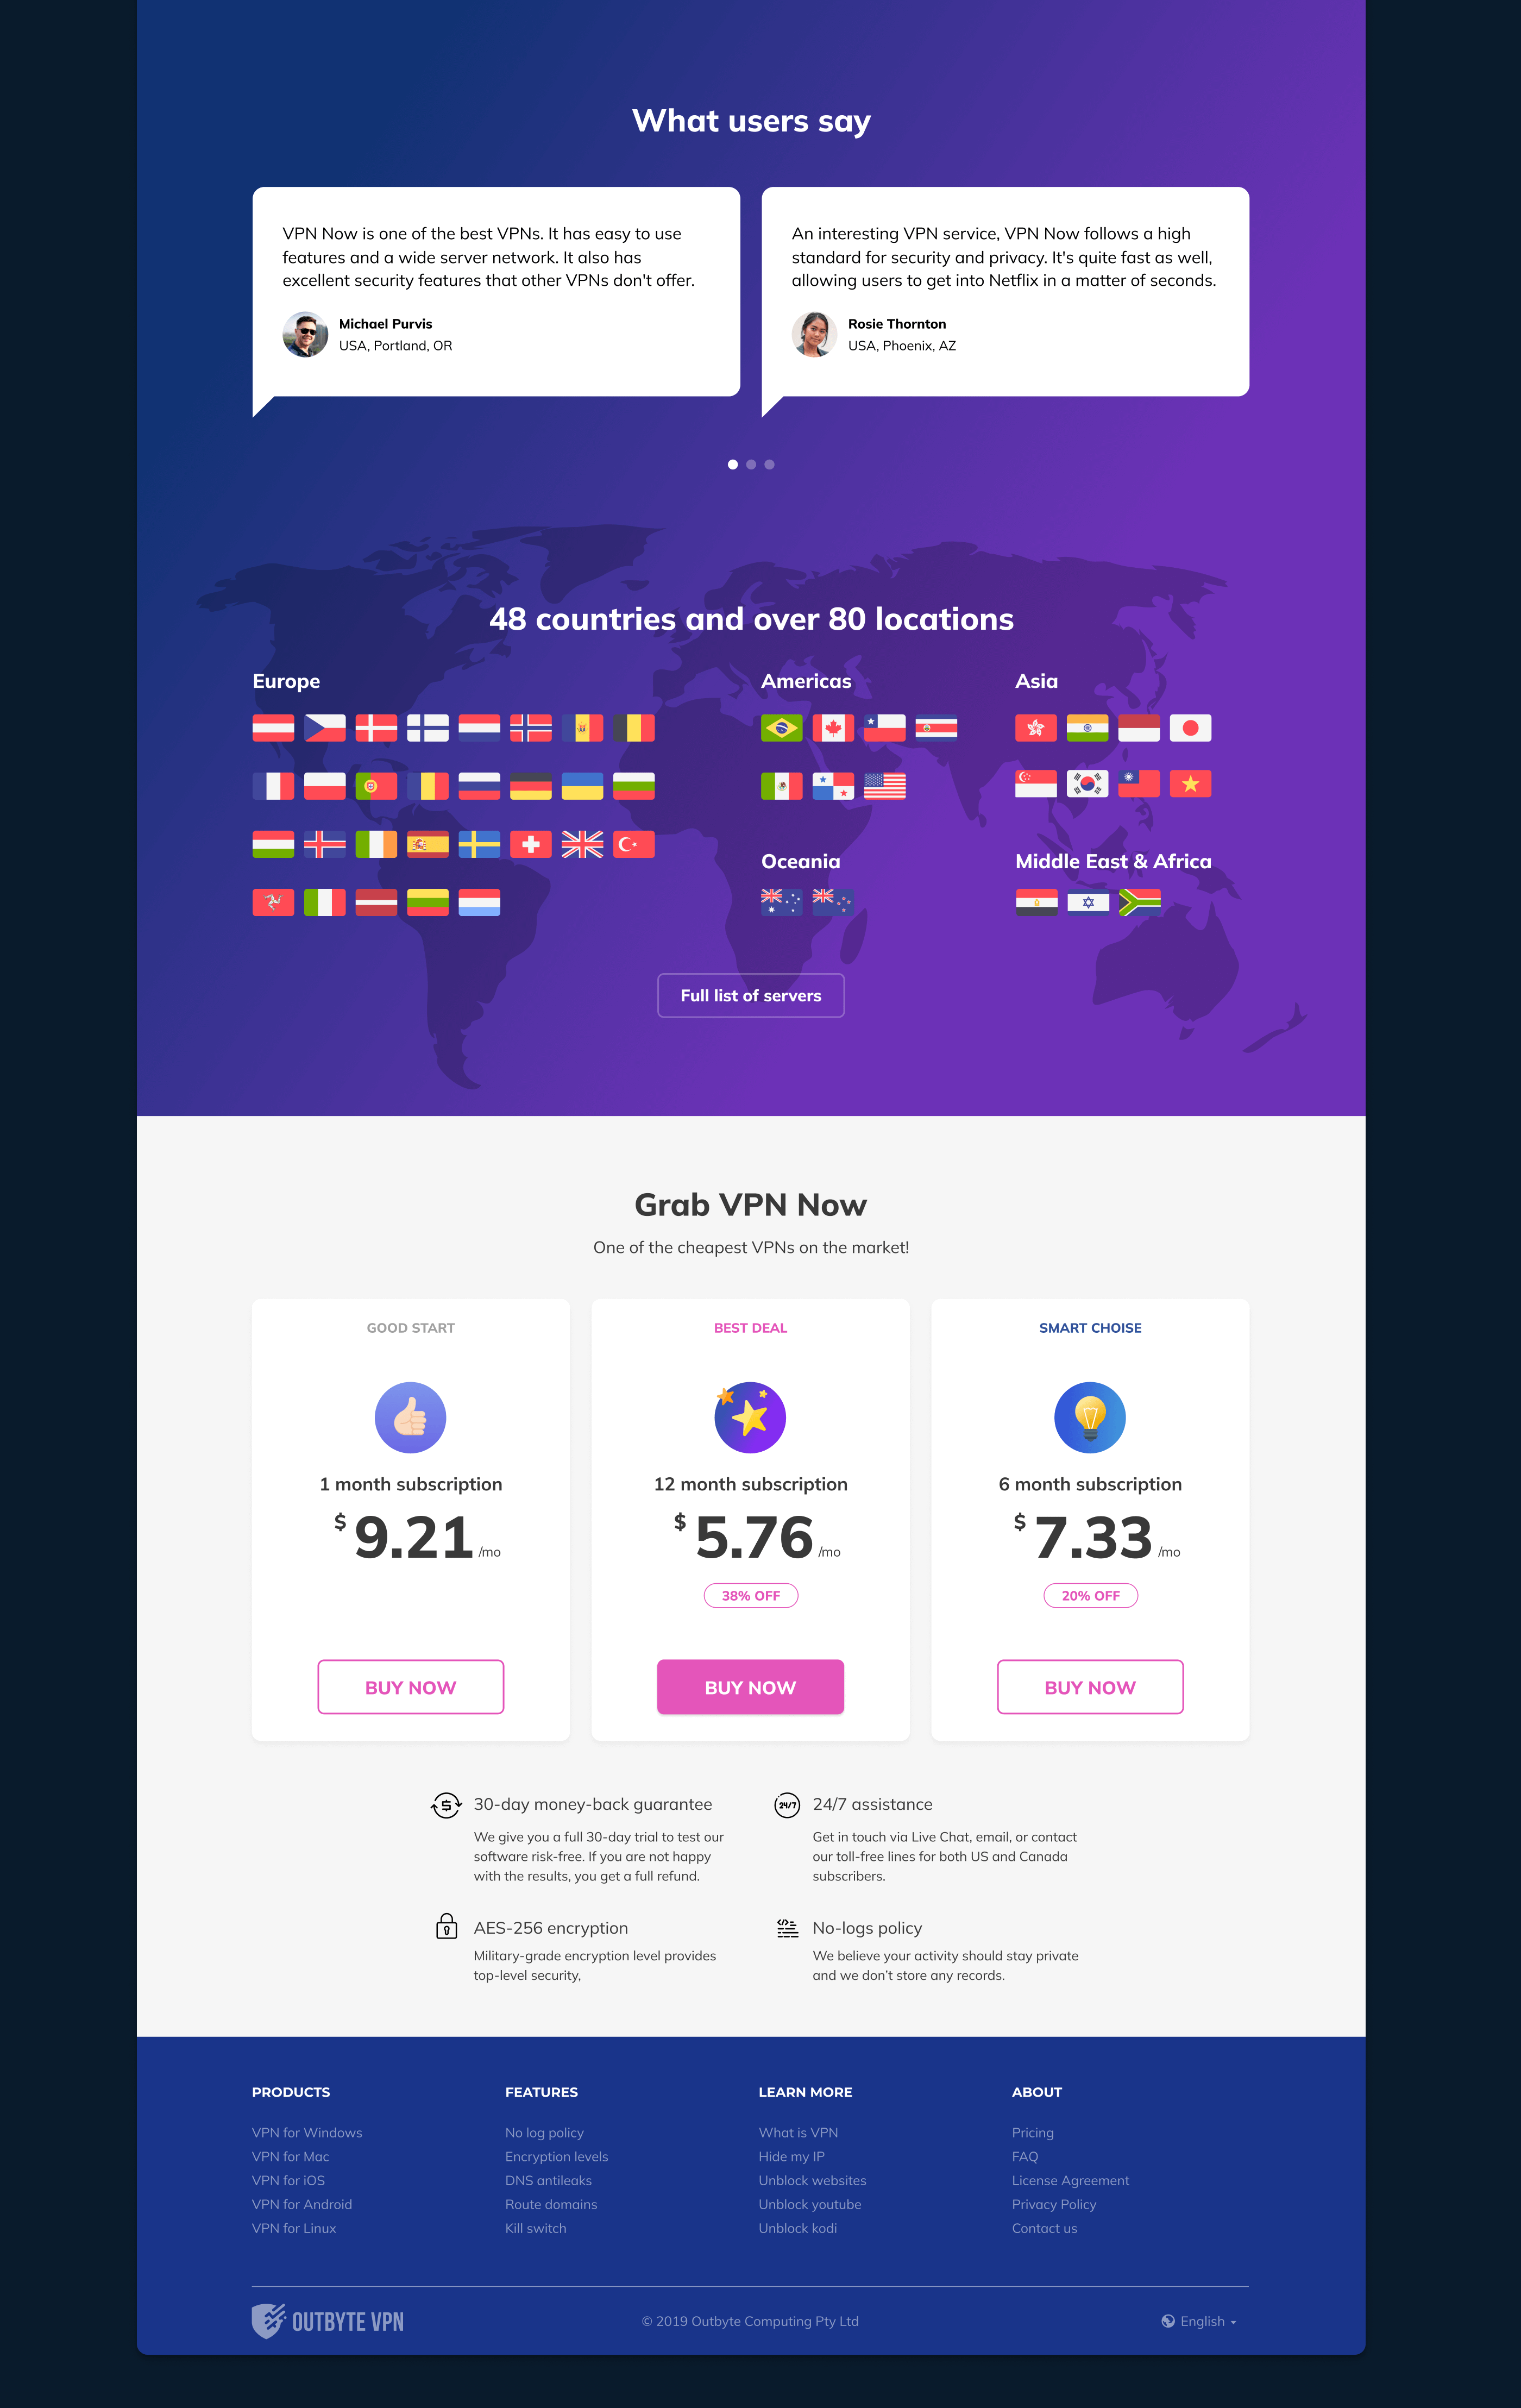 What users say
VPN Now is one of the best VPNs. It has easy to use
features and a wide server network. It also has
excellent security features that other VPNs don't offer.
Michael Purvis
USA, Portland, OR
An interesting VPN service, VPN Now follows a high
standard for security and privacy. It's quite fast as well,
allowing users to get into Netflix in a matter of seconds.
Rosie Thornton
USA, Phoenix, AZ
48 countries and over 80 locations
Europe
Americas
Asia
Oceania
Middle East & Africa
Full list of servers
Grab VPN Now
One of the cheapest VPNs on the market!
GOOD START
1 month subscription
$ 9.21 /mo
BUY NOW
BEST DEAL
12 month subscription
$ 5.76 /mo
38% OFF
BUY NOW
SMART CHOISE
6 month subscription
$ 7.33 /mo
20% OFF
BUY NOW
30-day money-back guarantee
We give you a full 30-day trial to test our
software risk-free. If you are not happy
with the results, you get a full refund.
24/7
24/7 assistance
Get in touch via Live Chat, email, or contact
our toll-free lines for both US and Canada
subscribers.
AES-256 encryption
Military-grade encryption level provides
top-level security,
No-logs policy
We believe your activity should stay private
and we don’t store any records.
PRODUCTS
VPN for Windows
VPN for Mac
VPN for iOS
VPN for Android
VPN for Linux
FEATURES
No log policy
Encryption levels
DNS antileaks
Route domains
Kill switch
LEARN MORE
What is VPN
Hide my IP
Unblock websites
Unblock youtube
Unblock kodi
ABOUT
Pricing
FAQ
License Agreement
Privacy Policy
Contact us
OUTBYTE VPN
© 2019 Outbyte Computing Pty Ltd
English